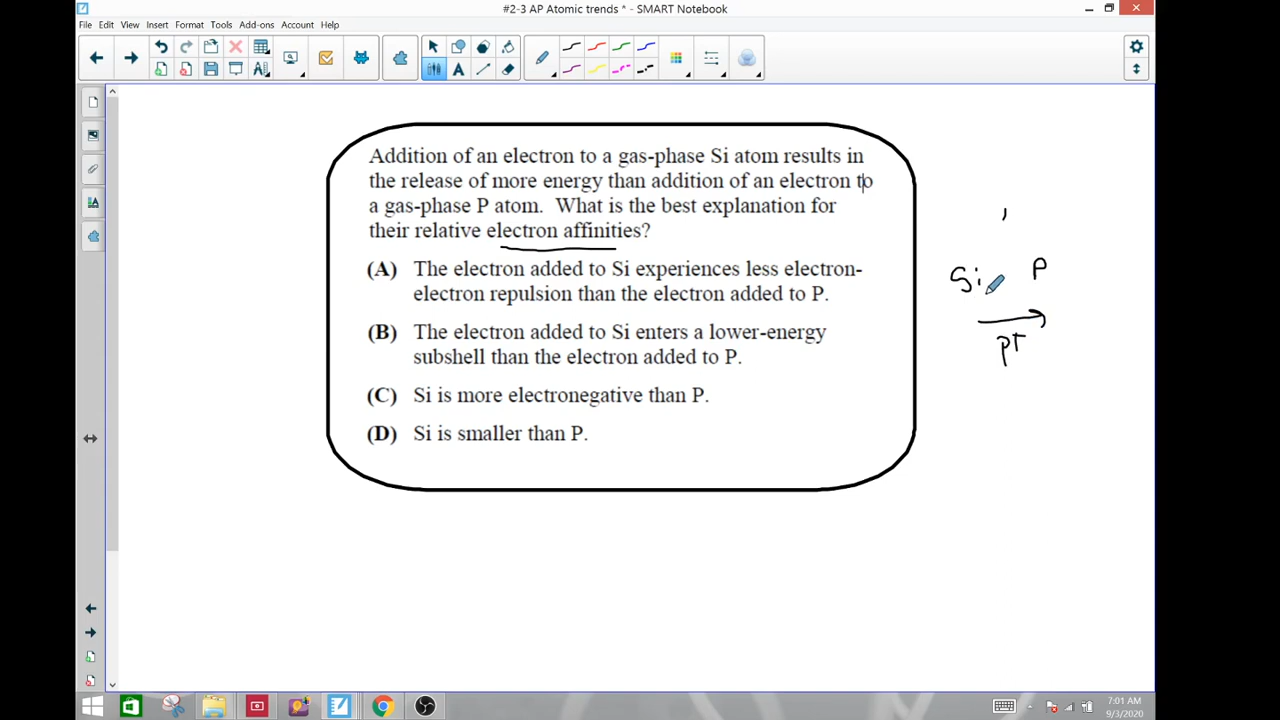 #2-3 AP Atomic trends * - SMART Notebook
File Edit View Insert Format Tools Add-ons Account Help
Addition of an electron to a gas-phase Si atom results in
the release of more energy than addition of an electron to
a gas-phase P atom. What is the best explanation for
their relative electron affinities?
(A) The electron added to Si experiences less electron-
electron repulsion than the electron added to P.
(B) The electron added to Si enters a lower-energy
subshell than the electron added to P.
(C) Si is more electronegative than P.
(D) Si is smaller than P.
Si P
PT
7:01 AM
9/3/2020